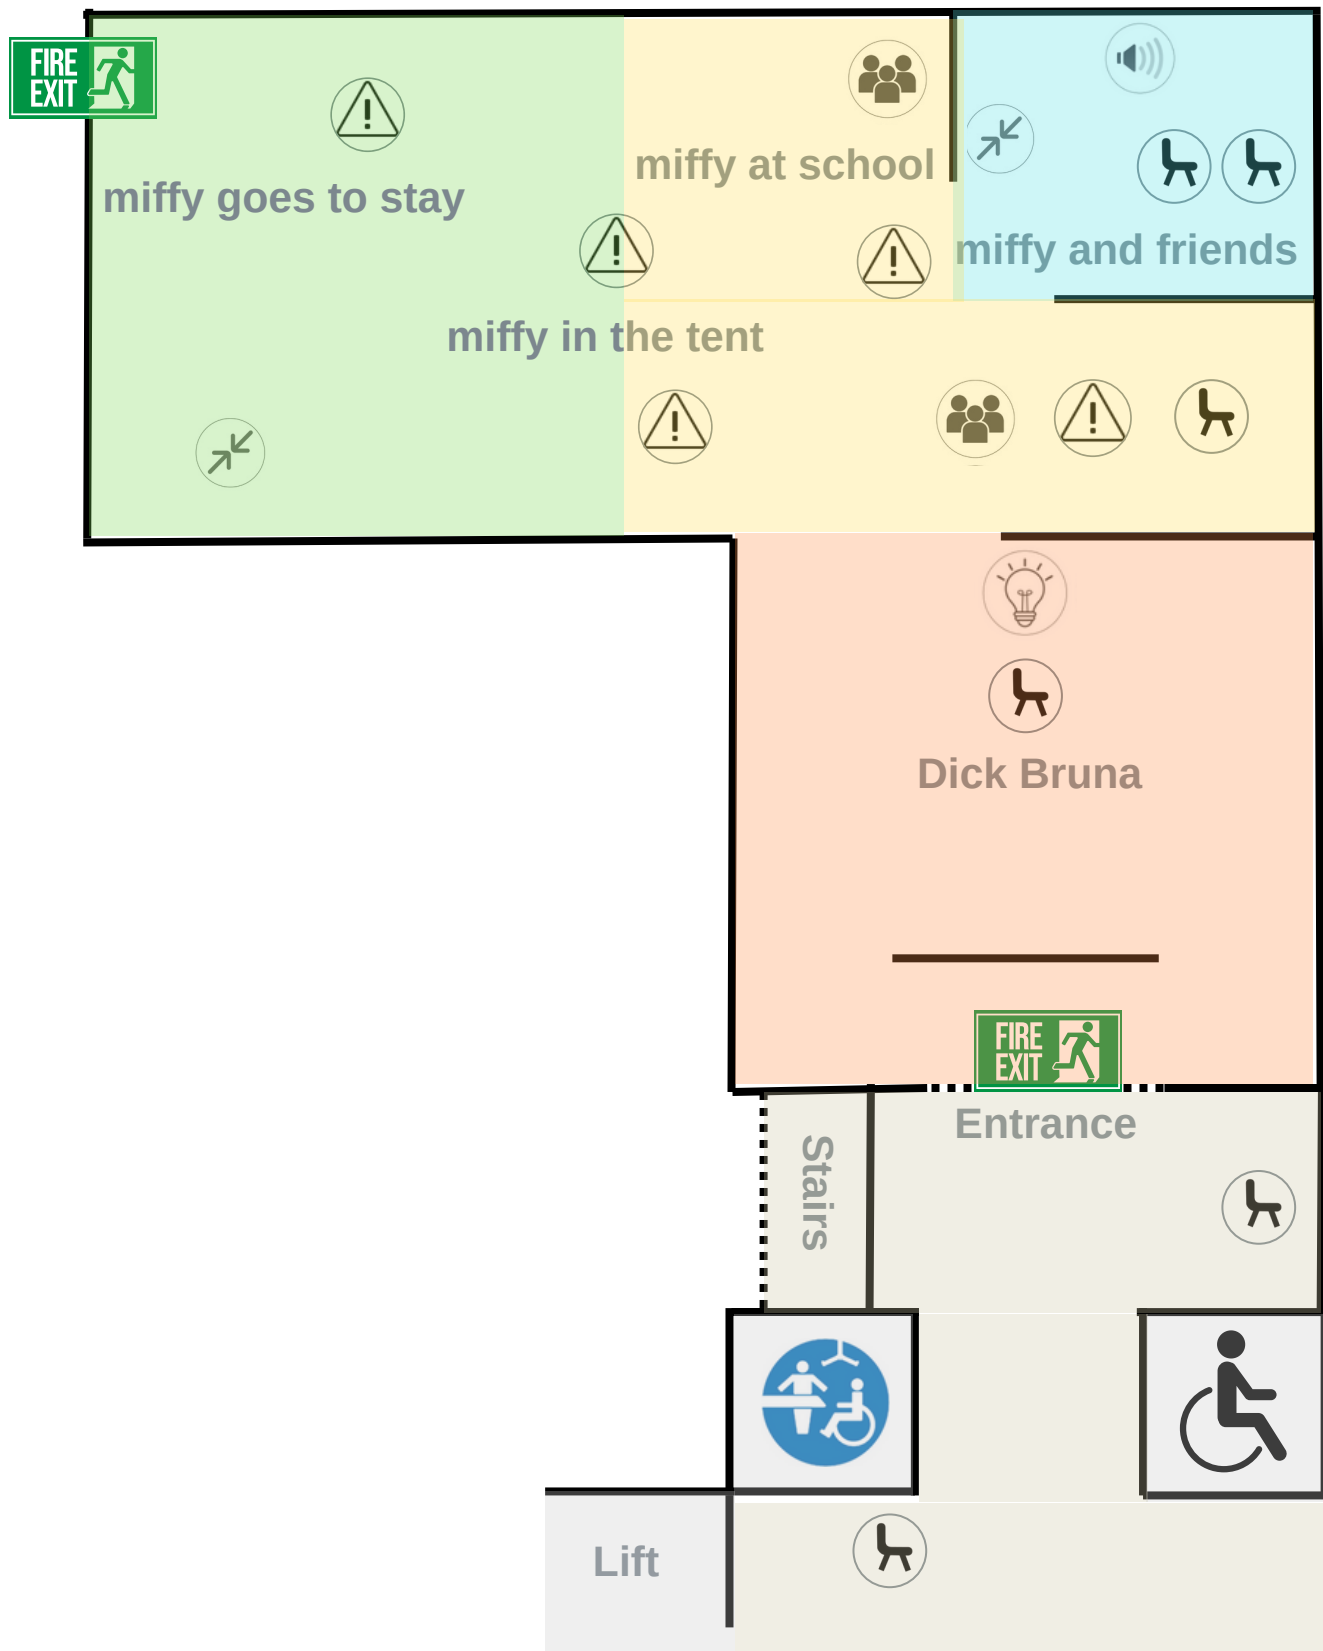 FIRE
EXIT
miffy at school
miffy goes to stay
miffy and friends
miffy in the tent
Dick Bruna
FIRE
EXIT
Entrance
Stairs
Lift